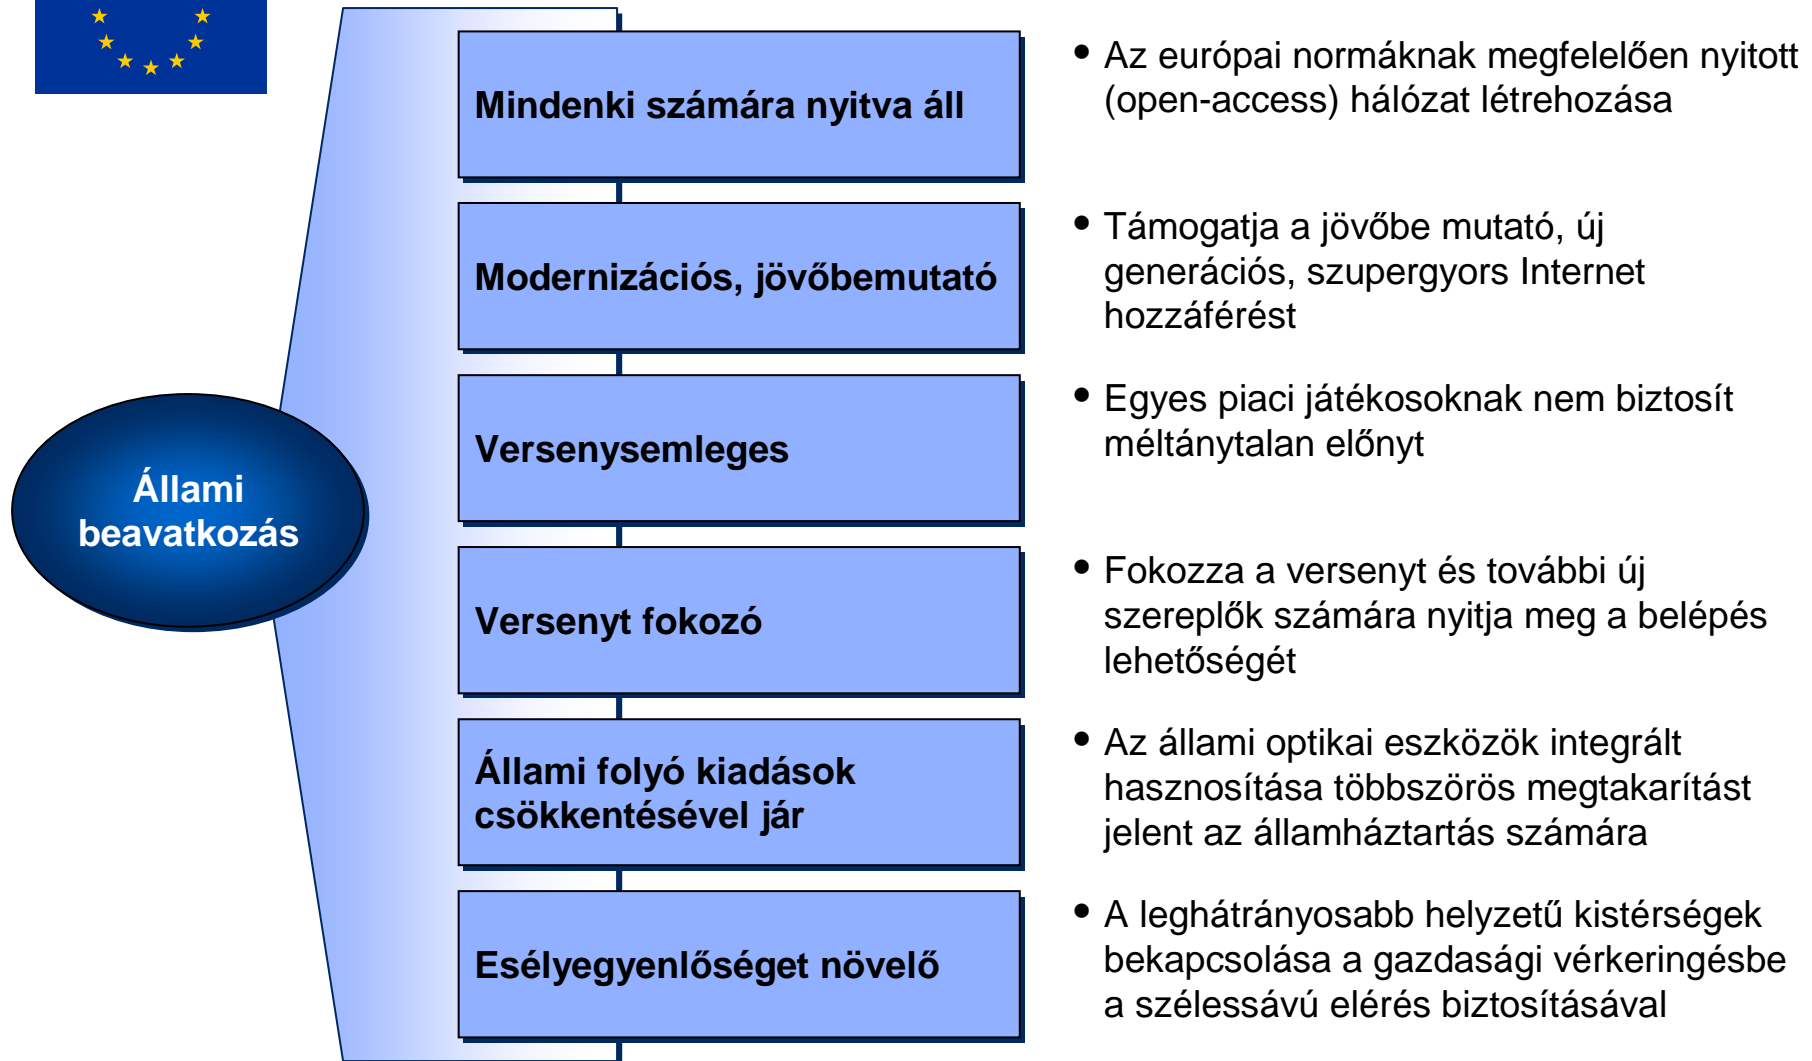 Állami
beavatkozás
Mindenki számára nyitva áll
• Az európai normáknak megfelelően nyitott
(open-access) hálózat létrehozása
Modernizációs, jövőbemutató
• Támogatja a jövőbe mutató, új
generációs, szupergyors Internet
hozzáférést
Versenysemleges
• Egyes piaci játékosoknak nem biztosít
méltánytalan előnyt
Versenyt fokozó
• Fokozza a versenyt és további új
szereplők számára nyitja meg a belépés
lehetőségét
Állami folyó kiadások
csökkentésével jár
• Az állami optikai eszközök integrált
hasznosítása többszörös megtakarítást
jelent az államháztartás számára
Esélyegyenlőséget növelő
• A leghátrányosabb helyzetű kistérségek
bekapcsolása a gazdasági vérkeringésbe
a szélessávú elérés biztosításával